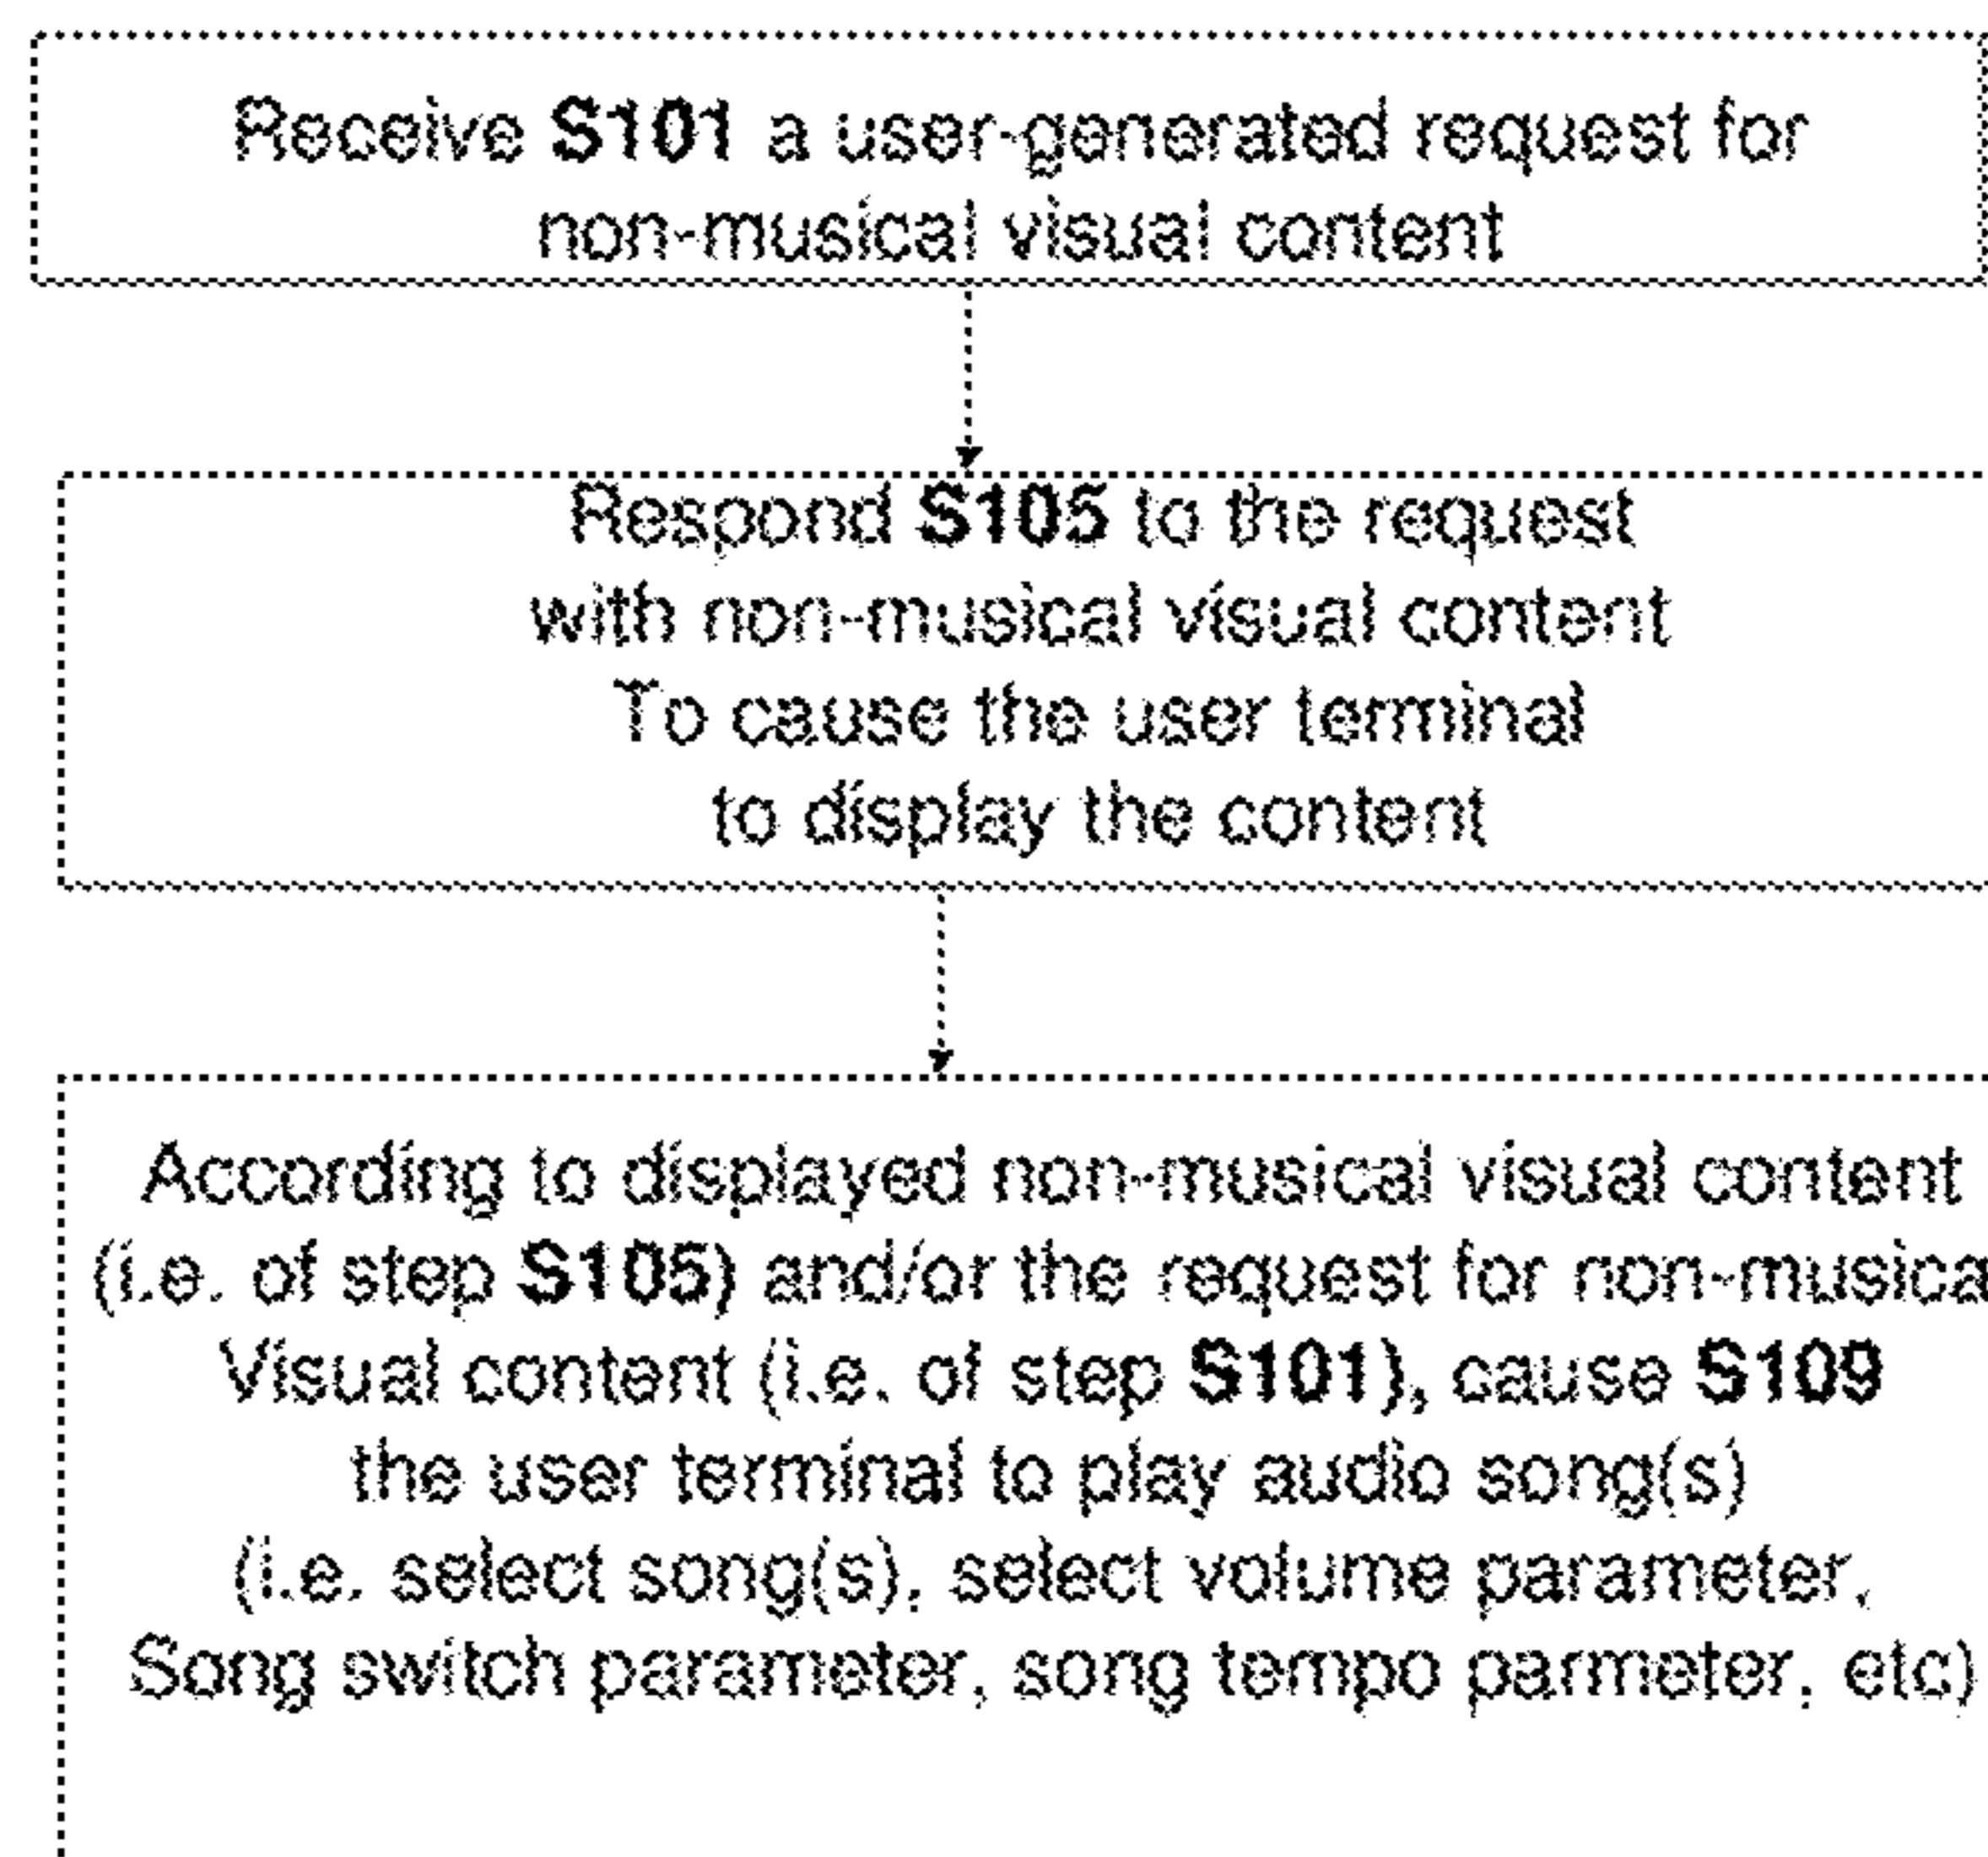 Receive S101 a user-generated request for
non-musical visual content
Respond S105 to the request
with non-musical visual content
To cause the user terminal
to display the content
According to displayed non-musical visual content
(i.e. of step S105) and/or the request for non-musica
Visual content (i.e. of step S101), cause S109
the user terminal to play audio song(s)
(i.e. select song(s), select volume parameter,
Song switch parameter, song tempo parmeter, etc)